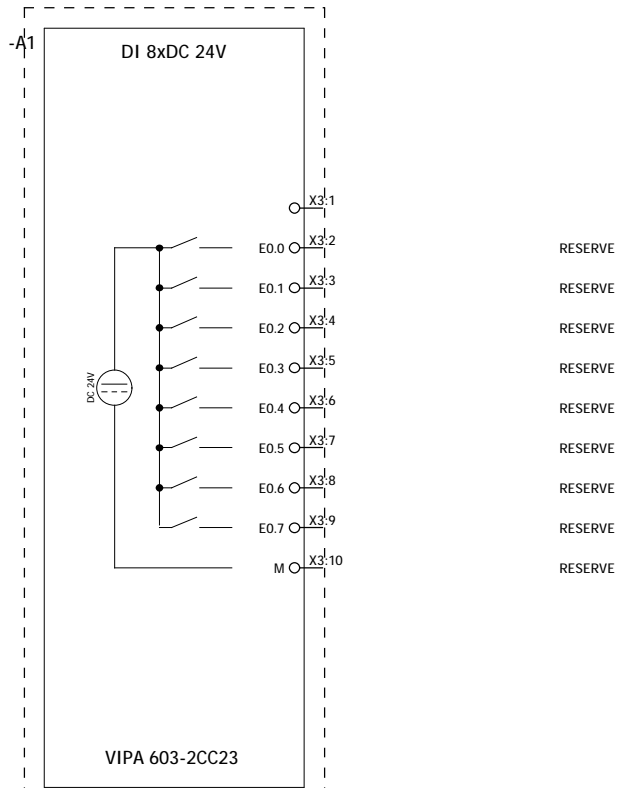 -A1
DI 8xDC 24V
X3:1
E0.0 X3:2 RESERVE
E0.1 X3:3 RESERVE
E0.2 X3:4 RESERVE
E0.3 X3:5 RESERVE
DC 24V
E0.4 X3:6 RESERVE
E0.5 X3:7 RESERVE
E0.6 X3:8 RESERVE
E0.7 X3:9 RESERVE
M X3:10 RESERVE
VIPA 603-2CC23